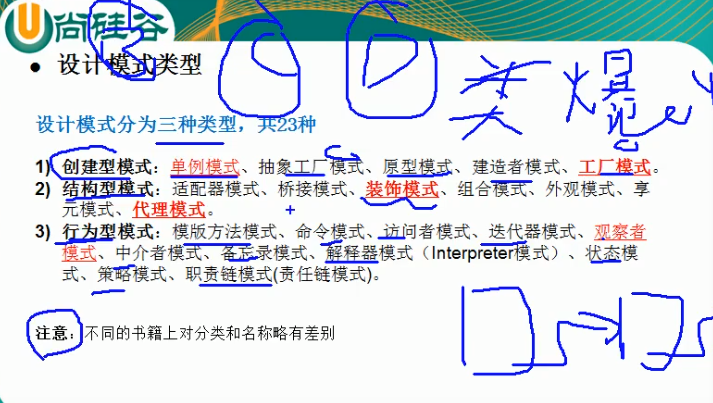 尚硅谷
● 设计模式类型
类 爆
设计模式分为三种类型，共23种
1) 创建型模式：单例模式、抽象工厂模式、原型模式、建造者模式、工厂模式。
2) 结构型模式：适配器模式、桥接模式、装饰模式、组合模式、外观模式、享
元模式、代理模式。
3) 行为型模式：模版方法模式、命令模式、访问者模式、迭代器模式、观察者
模式、中介者模式、备忘录模式、解释器模式（Interpreter模式）、状态模
式、策略模式、职责链模式(责任链模式)。
注意：不同的书籍上对分类和名称略有差别